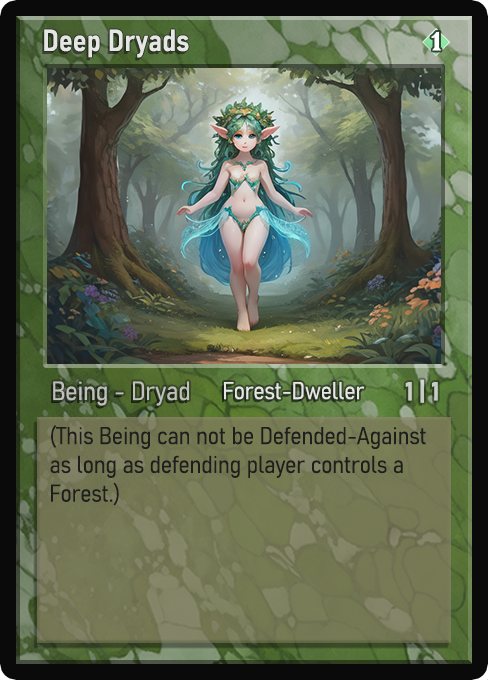 Deep Dryads 1
Being - Dryad Forest-Dweller 1|1
(This Being can not be Defended-Against
as long as defending player controls a
Forest.)